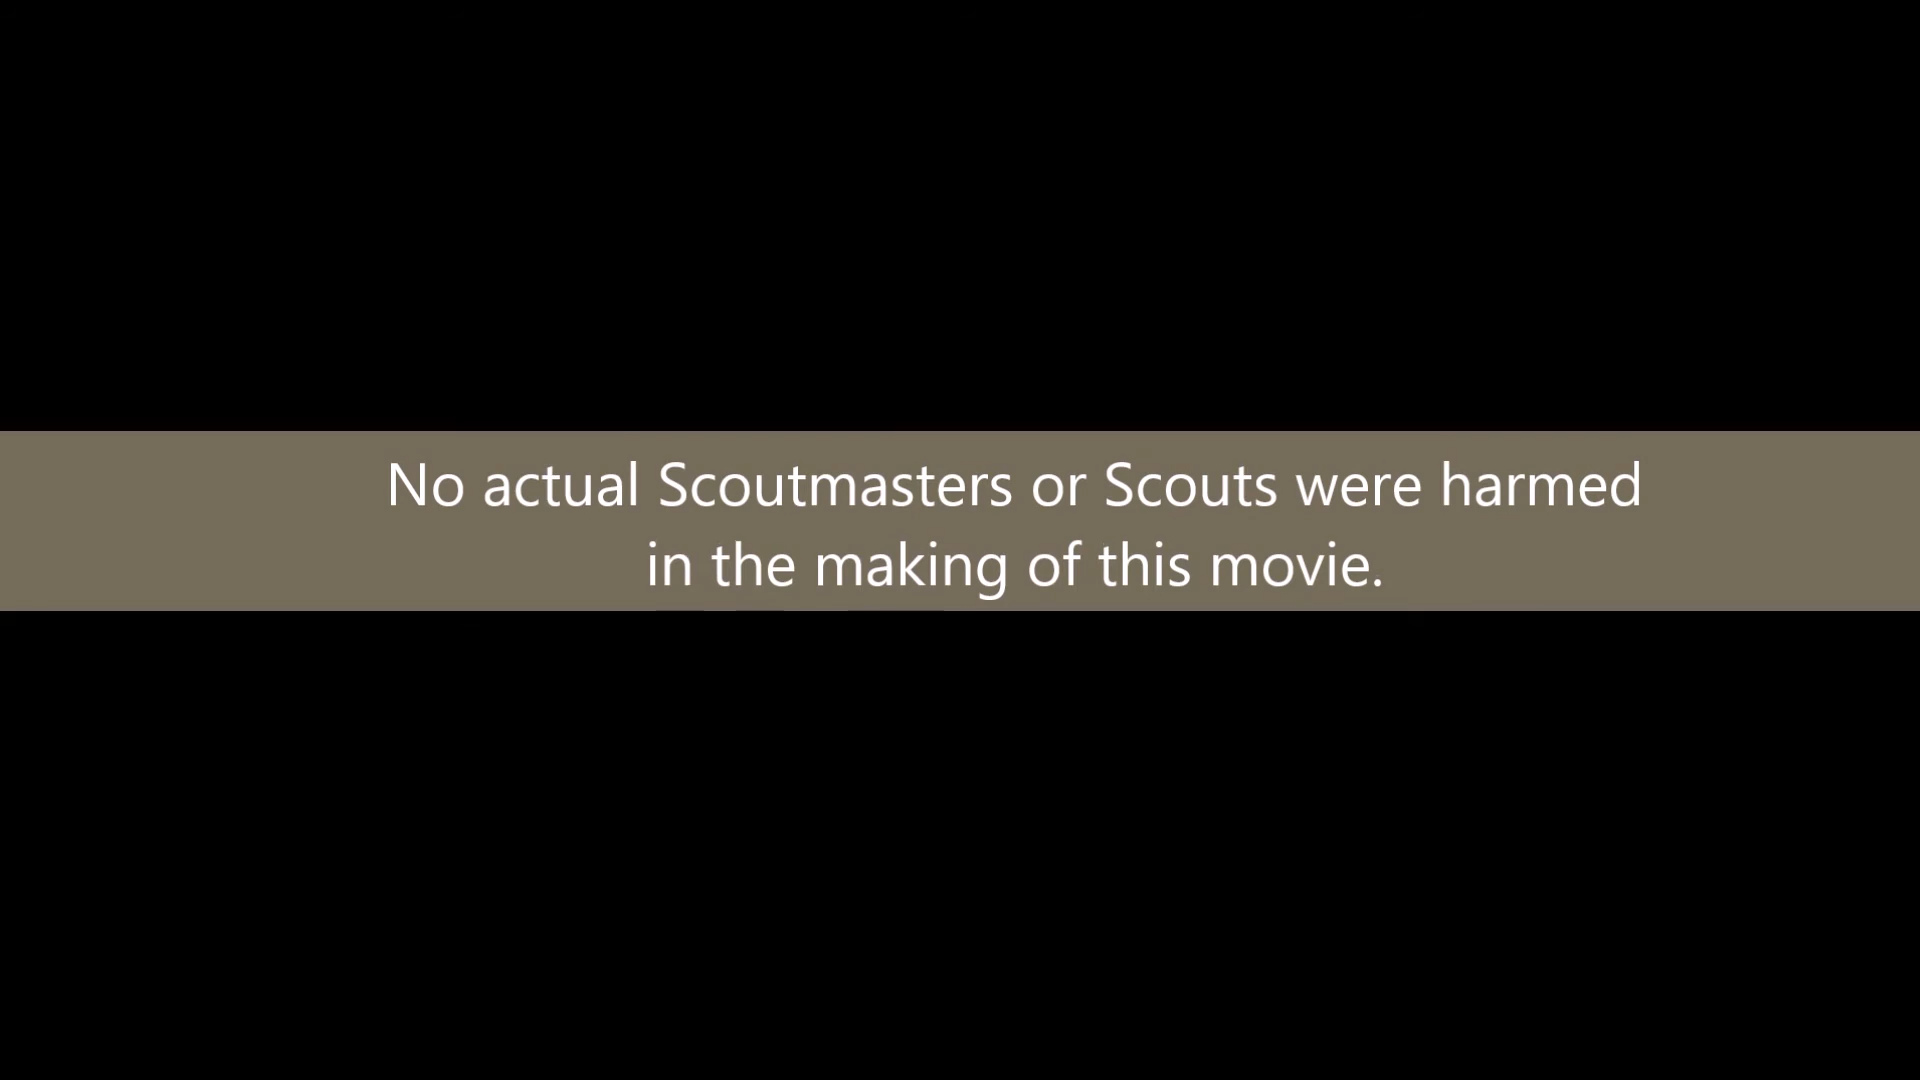 No actual Scoutmasters or Scouts were harmed
in the making of this movie.